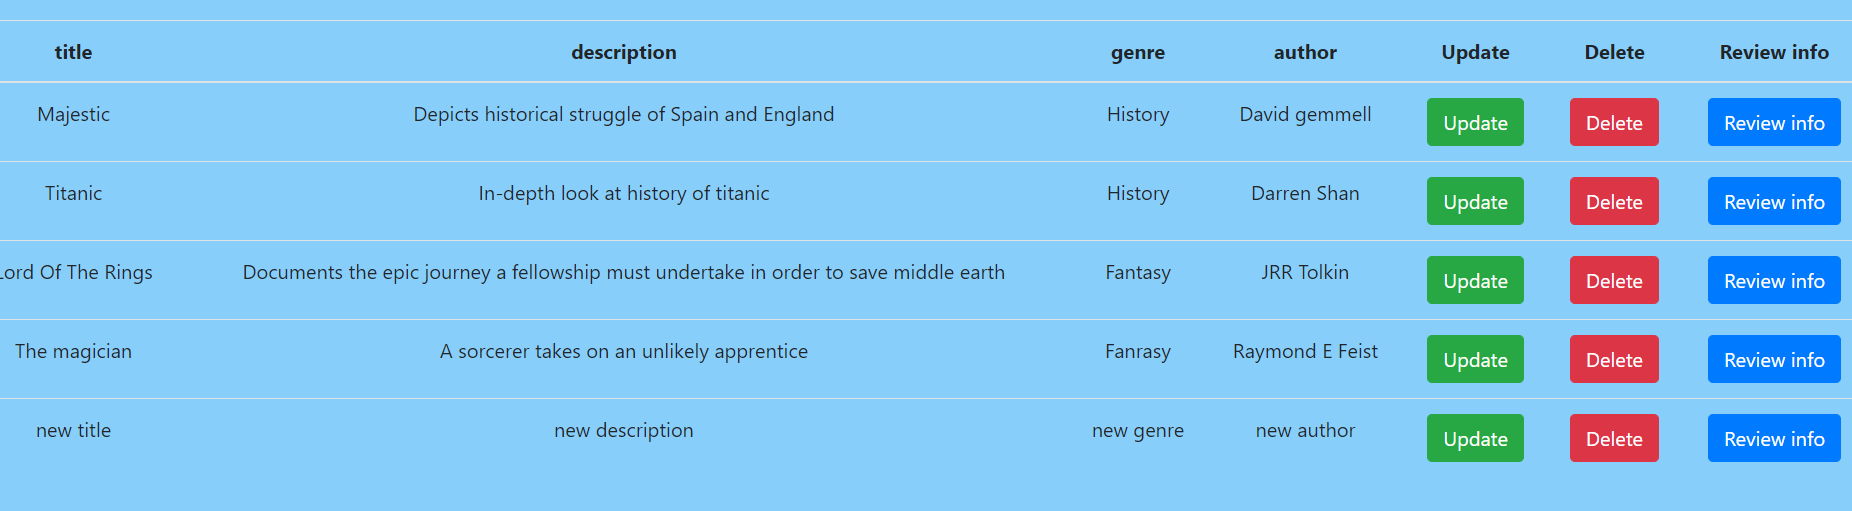 title description genre author Update Delete Review info
Majestic Depicts historical struggle of Spain and England History David gemmell Update Delete Review info
Titanic In-depth look at history of titanic History Darren Shan Update Delete Review info
Lord Of The Rings Documents the epic journey a fellowship must undertake in order to save middle earth Fantasy JRR Tolkin Update Delete Review info
The magician A sorcerer takes on an unlikely apprentice Fanrasy Raymond E Feist Update Delete Review info
new title new description new genre new author Update Delete Review info